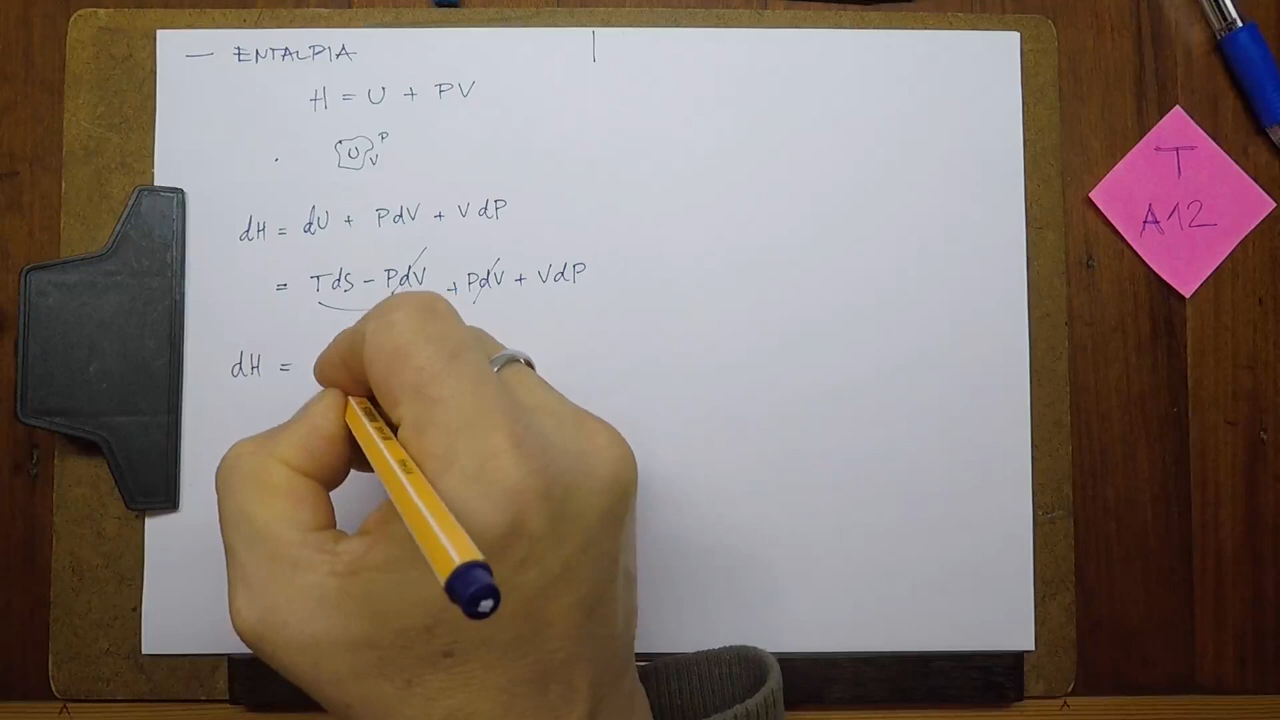 — ENTALPIA
H = U + PV
U P
V
dH = dU + PdV + VdP
= TdS - PdV + PdV + VdP
dH =
T
A12